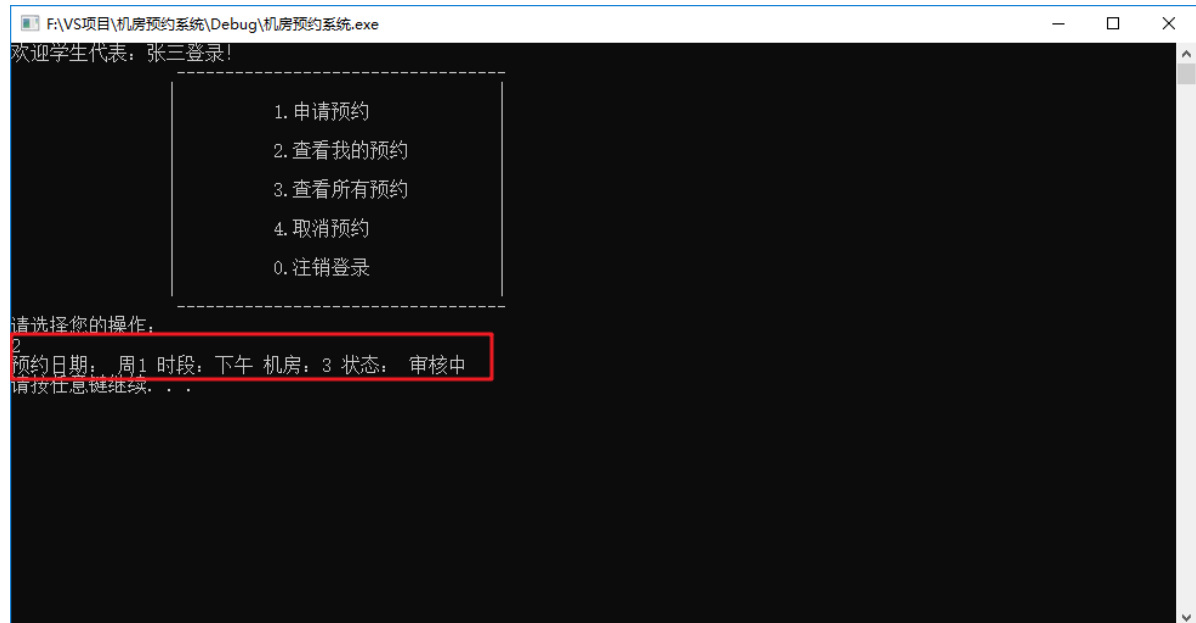 F:\VS项目\机房预约系统\Debug\机房预约系统.exe
欢迎学生代表：张三登录！
1.申请预约
2.查看我的预约
3.查看所有预约
4.取消预约
0.注销登录
请选择您的操作：
2
预约日期： 周1 时段：下午 机房：3 状态： 审核中
请按任意键继续. . .